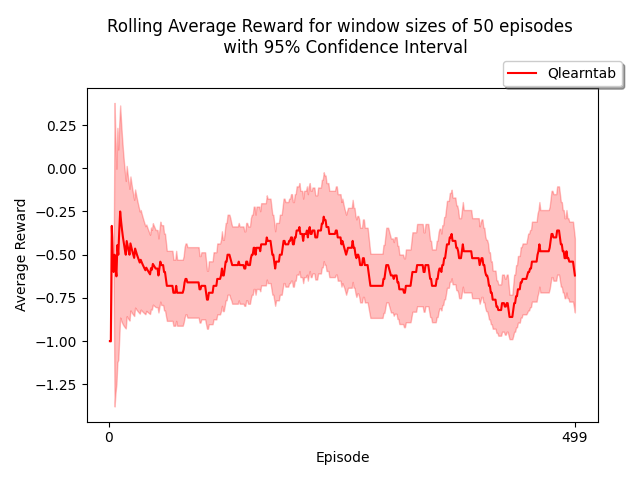 Rolling Average Reward for window sizes of 50 episodes
with 95% Confidence Interval
Qlearntab
0.25
0.00
−0.25
−0.50
−0.75
−1.00
−1.25
Average Reward
0
499
Episode